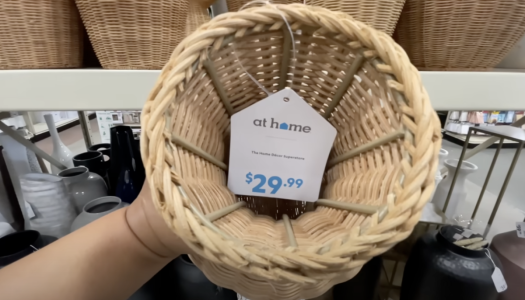 at home
The Home Décor Superstore
$29.99